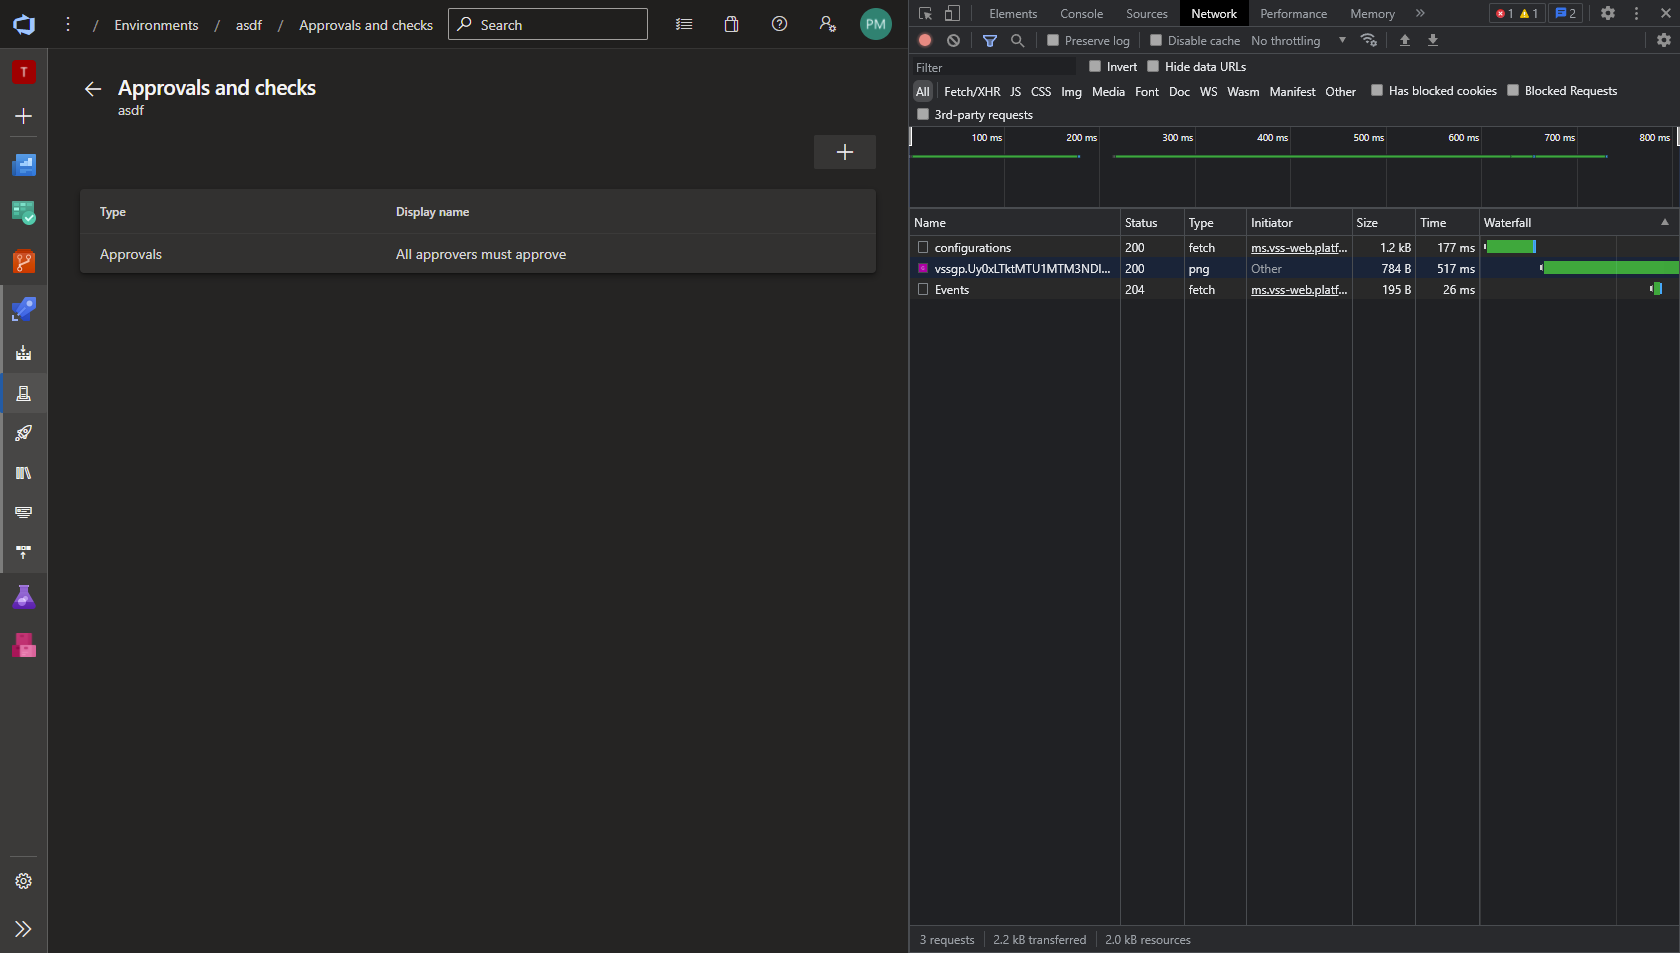 / Environments / asdf / Approvals and checks
Search
PM
T
Approvals and checks
asdf
Type Display name
Approvals All approvers must approve
Elements Console Sources Network Performance Memory
1 1 2
Preserve log Disable cache No throttling
Filter Invert Hide data URLs
All Fetch/XHR JS CSS Img Media Font Doc WS Wasm Manifest Other Has blocked cookies Blocked Requests
3rd-party requests
100 ms 200 ms 300 ms 400 ms 500 ms 600 ms 700 ms 800 ms
Name Status Type Initiator Size Time Waterfall
configurations 200 fetch ms.vss-web.platf... 1.2 kB 177 ms
vssgp.Uy0xLTktMTU1MTM3NDI... 200 png Other 784 B 517 ms
Events 204 fetch ms.vss-web.platf... 195 B 26 ms
3 requests 2.2 kB transferred 2.0 kB resources